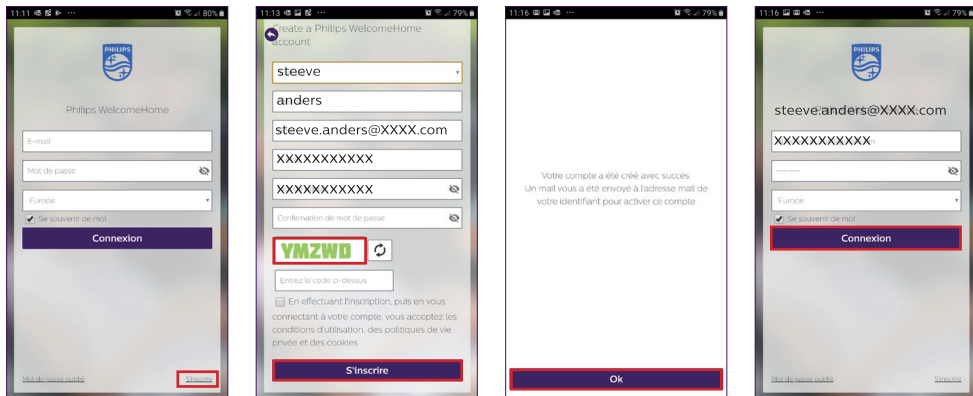 11:11
80%
PHILIPS
Philips WelcomeHome
E-mail
Mot de passe
Europe
Se souvenir de moi
Connexion
Mot de passe oublié
S'inscrire
11:13
79%
Create a Philips WelcomeHome
account
steeve
anders
steeve.anders@XXXX.com
XXXXXXXXXXX
XXXXXXXXXXX
Confirmation de mot de passe
YMZWD
Entrez le code ci-dessus
En effectuant l'inscription, puis en vous
connectant à votre compte, vous acceptez les
conditions d'utilisation, des politiques de vie
privée et des cookies
S'inscrire
11:16
79%
Votre compte a été créé avec succès.
Un mail vous a été envoyé à l'adresse mail de
votre identifiant pour activer ce compte
Ok
11:16
79%
PHILIPS
steeve.anders@XXXX.com
XXXXXXXXXXX
Europe
Se souvenir de moi
Connexion
Mot de passe oublié
S'inscrire